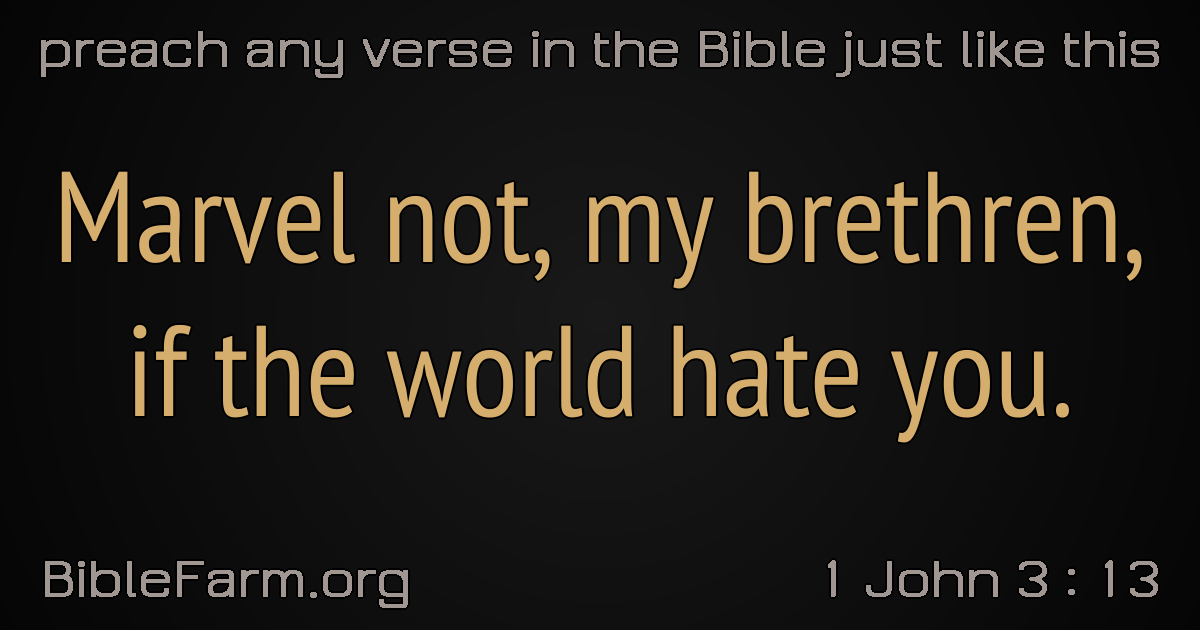 preach any verse in the Bible just like this
Marvel not, my brethren,
if the world hate you.
BibleFarm.org
1 John 3 : 13